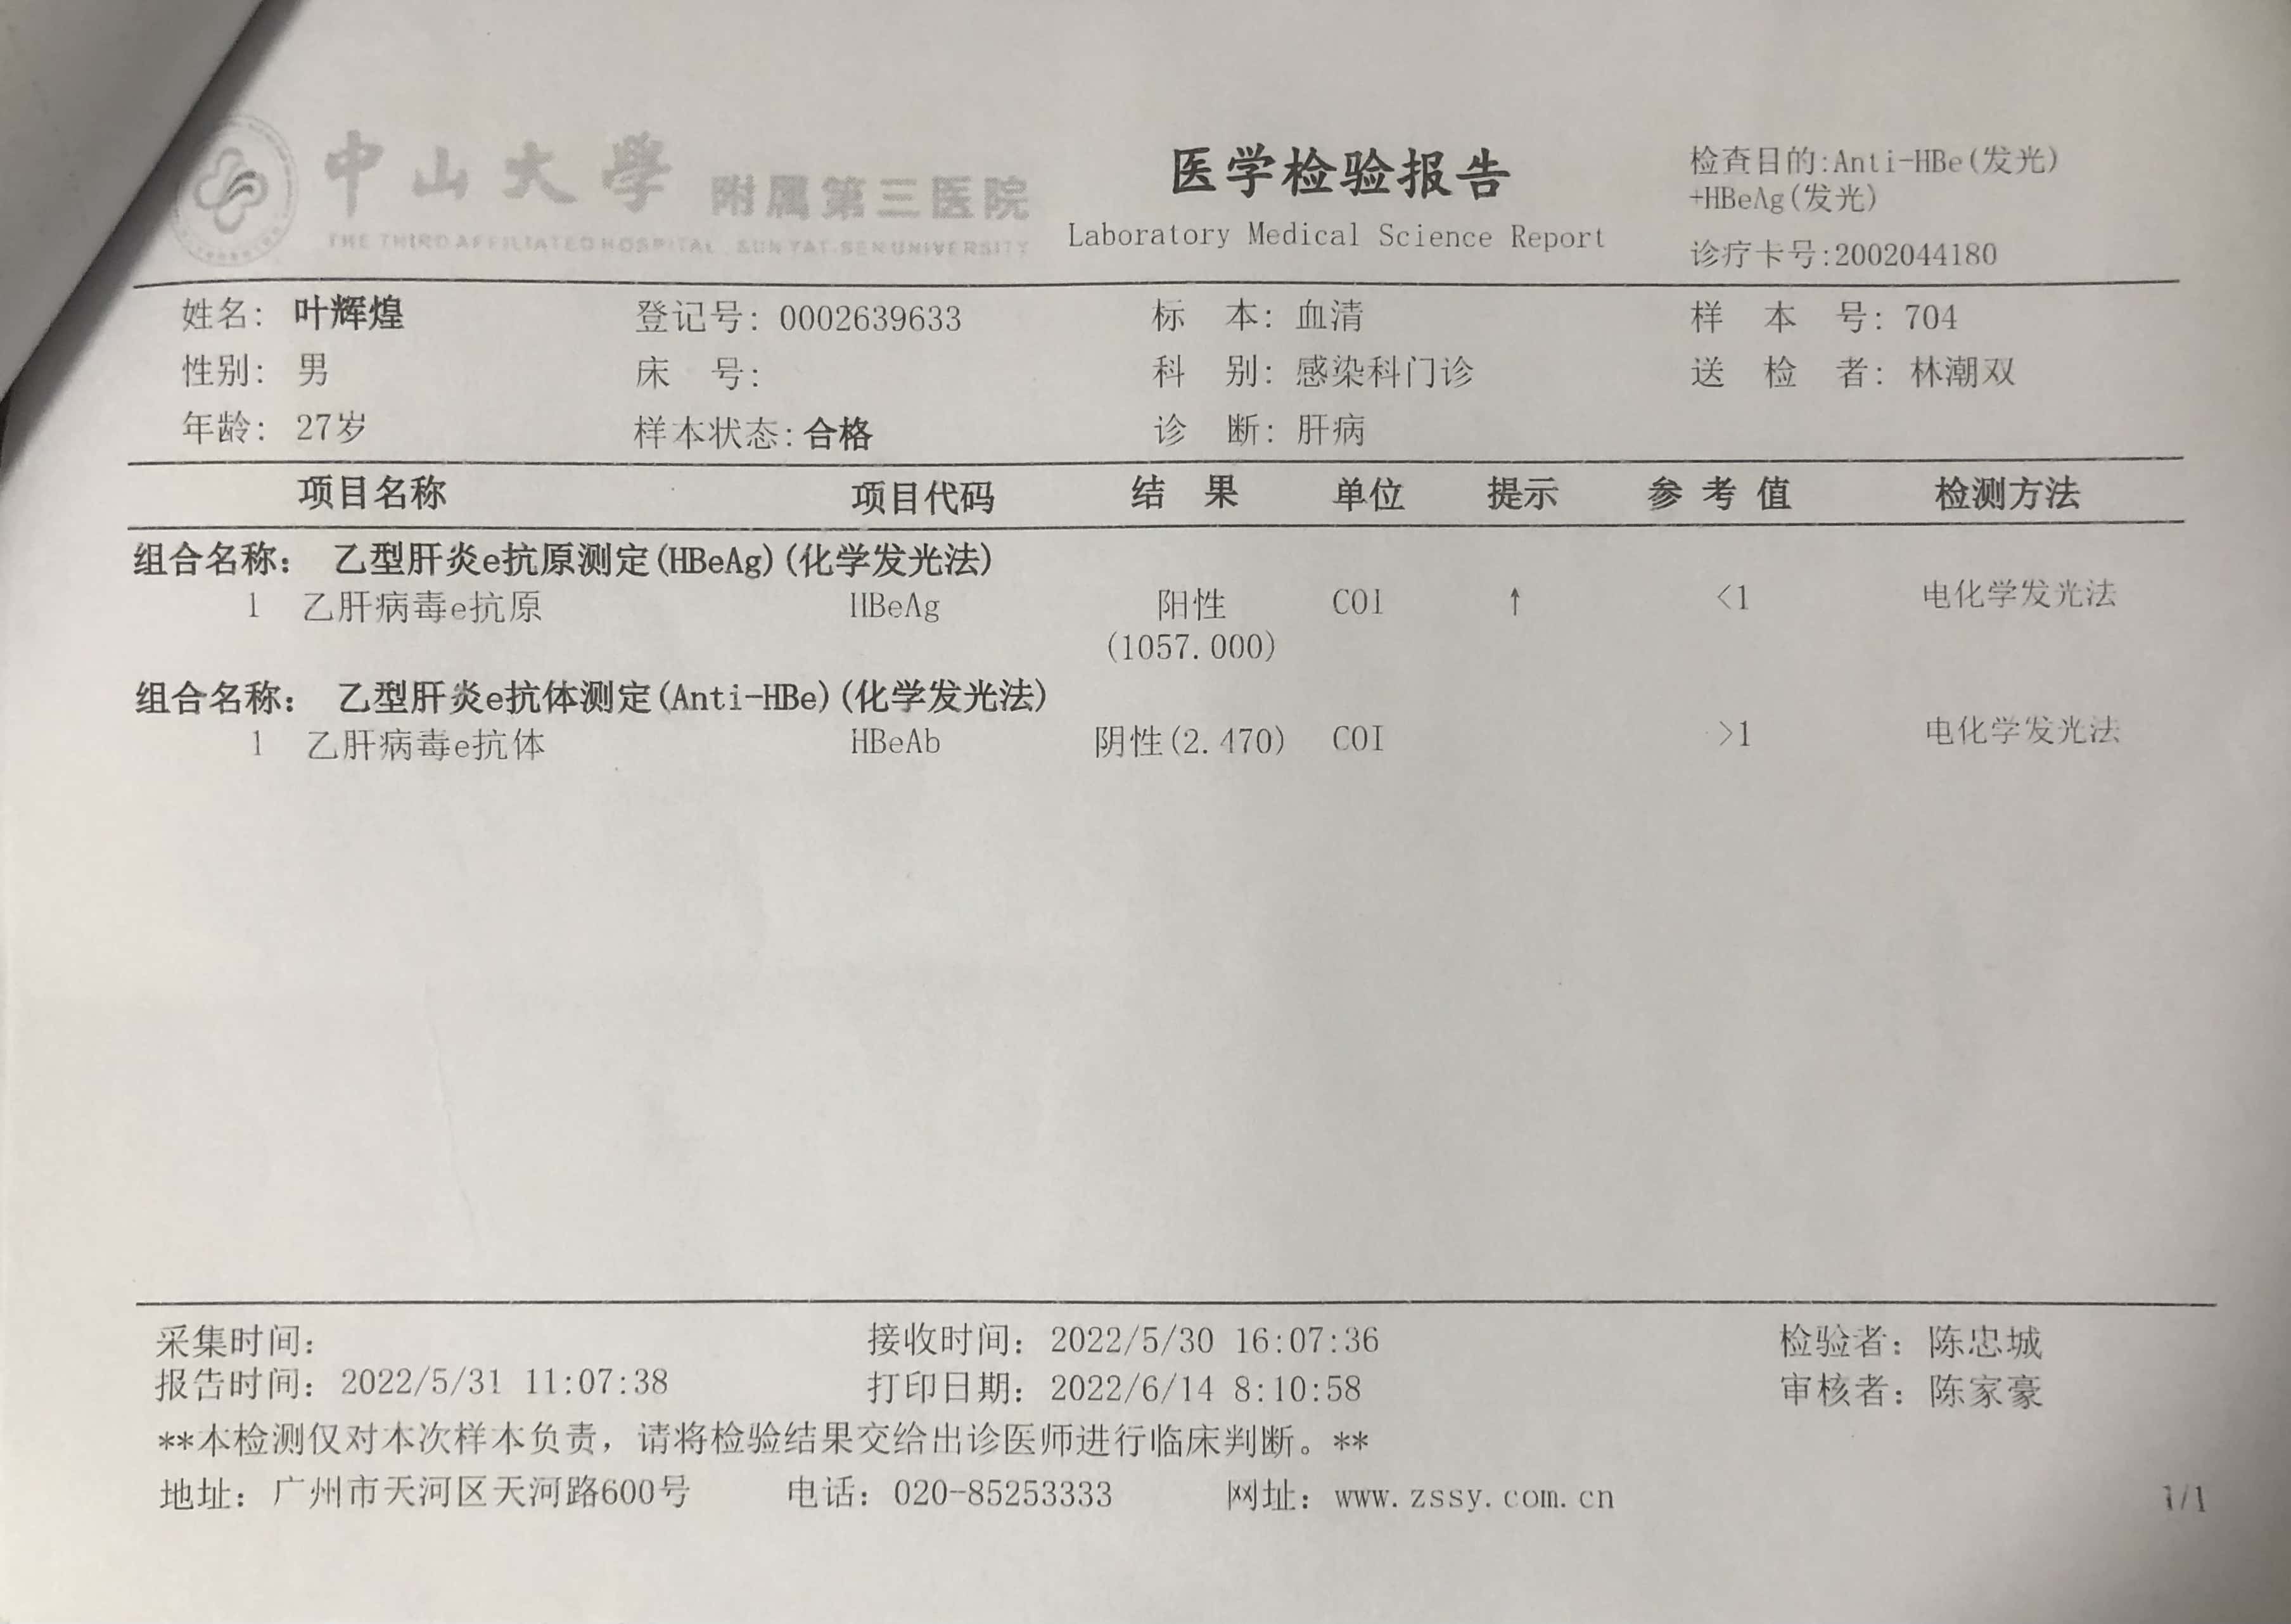 中山大學 附属第三医院
THE THIRD AFFILIATED HOSPITAL, SUN YAT-SEN UNIVERSITY
医学检验报告
Laboratory Medical Science Report
检查目的:Anti-HBe(发光)
+HBeAg(发光)
诊疗卡号:2002044180
姓名: 叶辉煌 登记号: 0002639633 标 本: 血清 样 本 号: 704
性别: 男 床 号: 科 别: 感染科门诊 送 检 者: 林潮双
年龄: 27岁 样本状态: 合格 诊 断: 肝病
项目名称 项目代码 结 果 单位 提示 参 考 值 检测方法
组合名称: 乙型肝炎e抗原测定(HBeAg)(化学发光法)
1 乙肝病毒e抗原 HBeAg 阳性 COI ↑ <1 电化学发光法
(1057.000)
组合名称: 乙型肝炎e抗体测定(Anti-HBe)(化学发光法)
1 乙肝病毒e抗体 HBeAb 阴性(2.470) COI >1 电化学发光法
采集时间: 接收时间: 2022/5/30 16:07:36 检验者: 陈忠城
报告时间: 2022/5/31 11:07:38 打印日期: 2022/6/14 8:10:58 审核者: 陈家豪
**本检测仅对本次样本负责，请将检验结果交给出诊医师进行临床判断。**
地址: 广州市天河区天河路600号 电话: 020-85253333 网址: www.zssy.com.cn 1/1